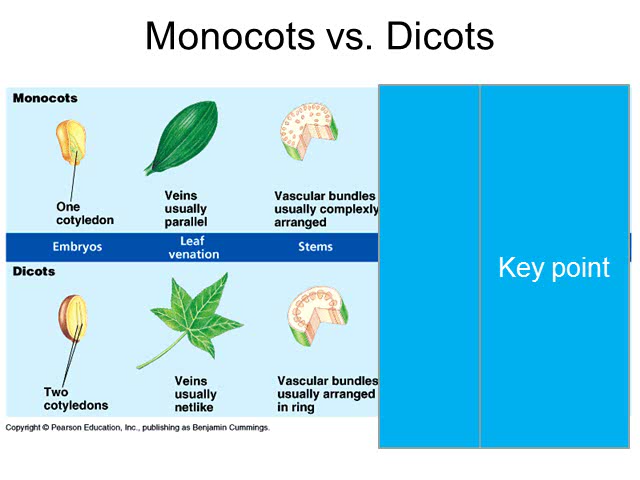 Monocots vs. Dicots
Monocots
One
cotyledon
Veins
usually
parallel
Vascular bundles
usually complexly
arranged
Embryos
Leaf
venation
Stems
Key point
Dicots
Two
cotyledons
Veins
usually
netlike
Vascular bundles
usually arranged
in ring
Copyright © Pearson Education, Inc., publishing as Benjamin Cummings.